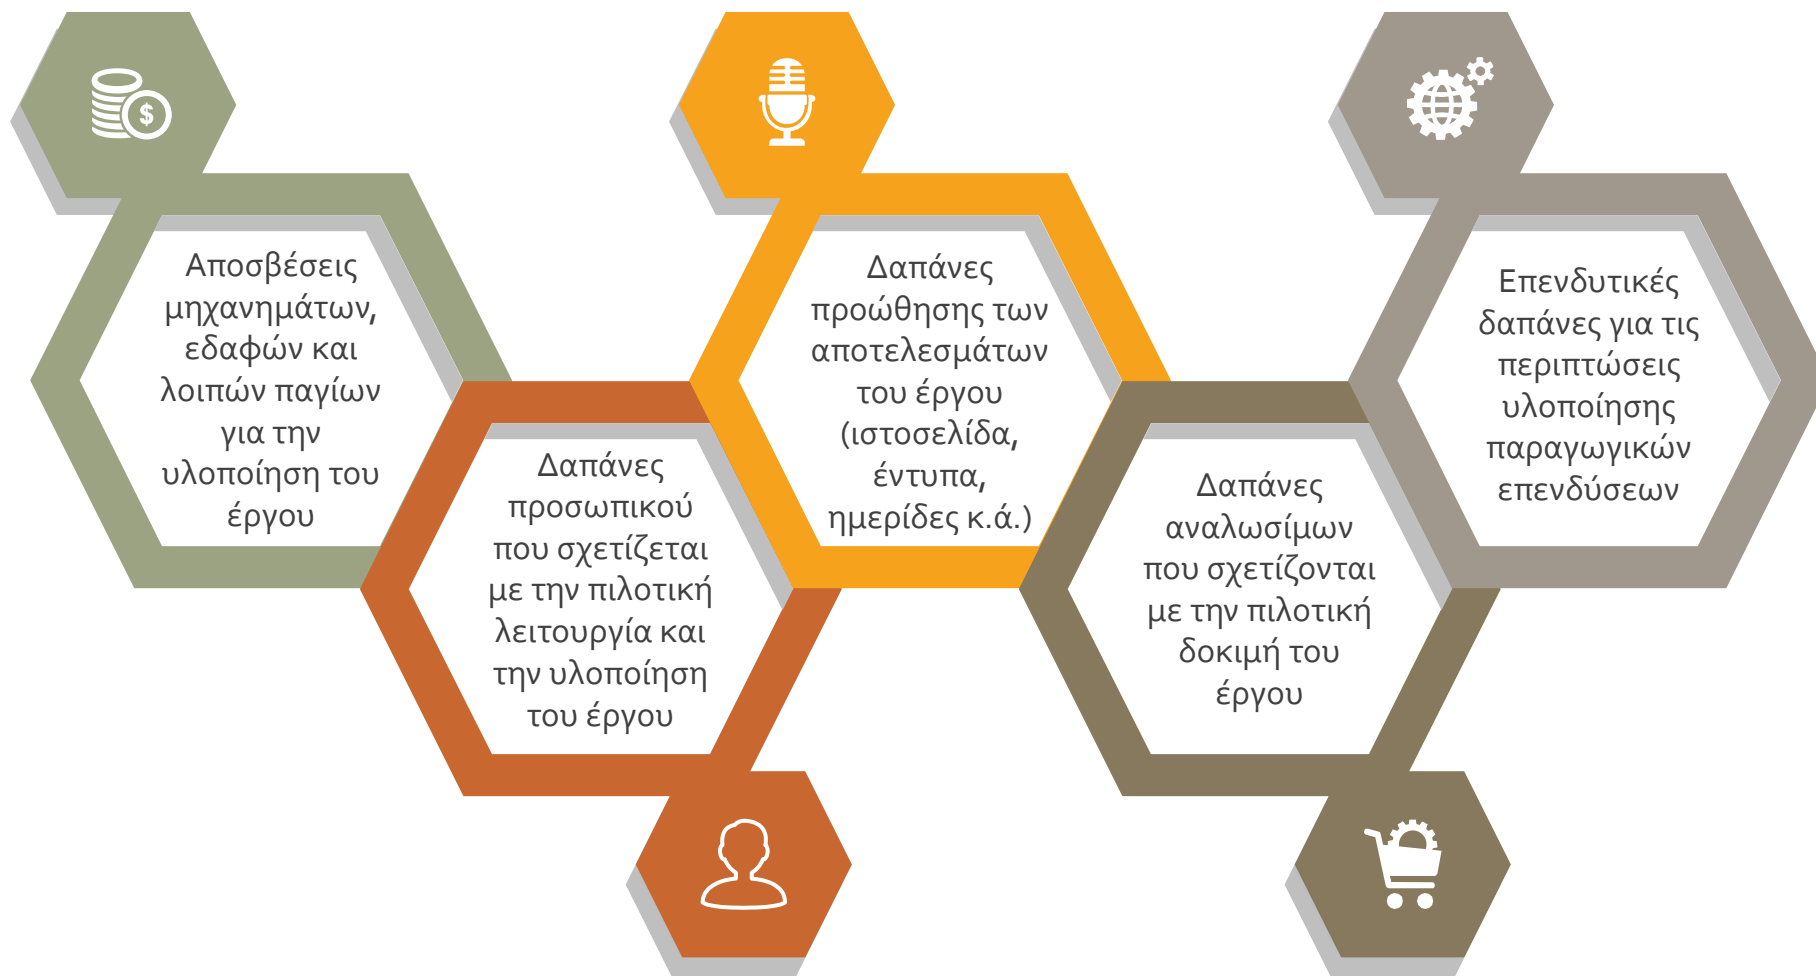 Αποσβέσεις
μηχανημάτων,
εδαφών και
λοιπών παγίων
για την
υλοποίηση του
έργου
Δαπάνες
προσωπικού
που σχετίζεται
με την πιλοτική
λειτουργία και
την υλοποίηση
του έργου
Δαπάνες
προώθησης των
αποτελεσμάτων
του έργου
(ιστοσελίδα,
έντυπα,
ημερίδες κ.ά.)
Δαπάνες
αναλωσίμων
που σχετίζονται
με την πιλοτική
δοκιμή του
έργου
Επενδυτικές
δαπάνες για τις
περιπτώσεις
υλοποίησης
παραγωγικών
επενδύσεων